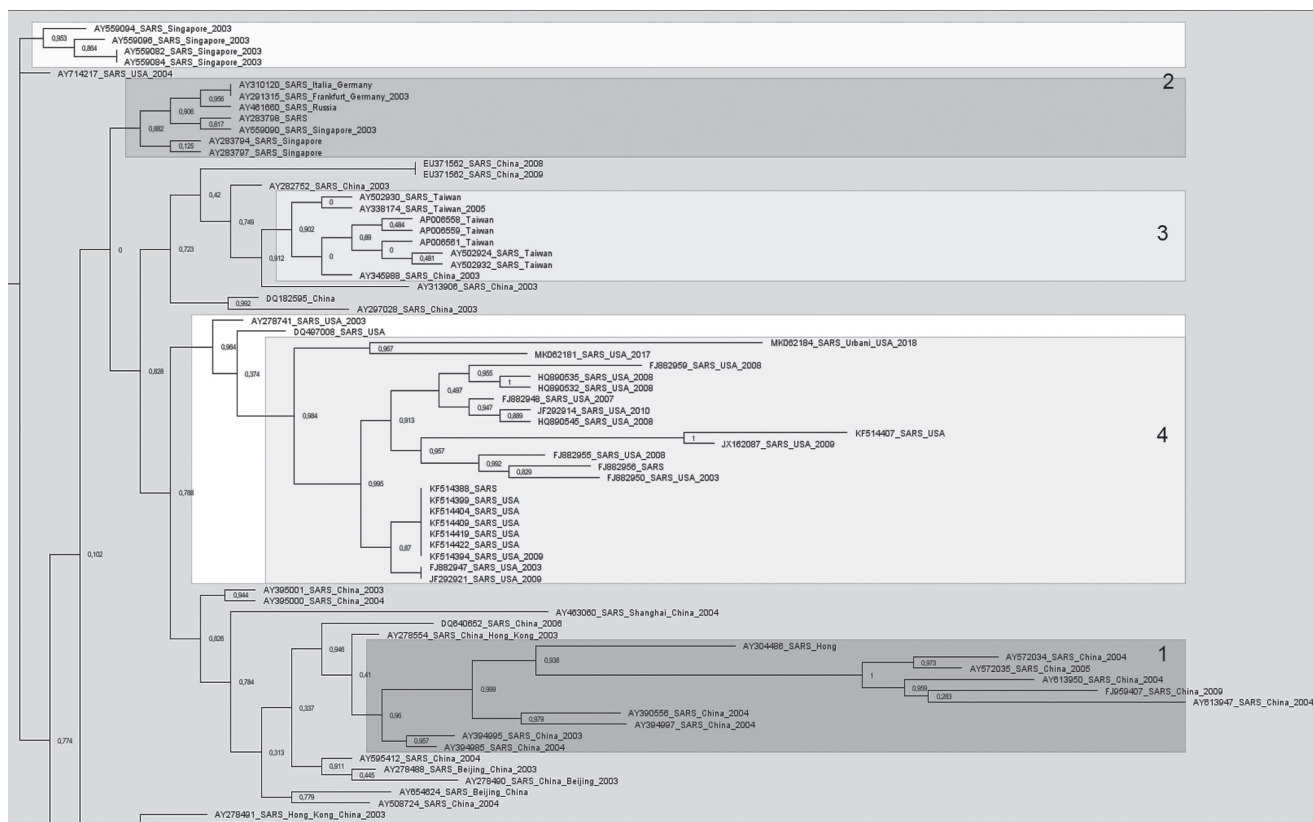 AY559094_SARS_Singapore_2003
0,953
AY559096_SARS_Singapore_2003
0,864
AY559082_SARS_Singapore_2003
AY559084_SARS_Singapore_2003
AY714217_SARS_USA_2004
2
AY310120_SARS_Italia_Germany
0,956
AY291315_SARS_Frankfurt_Germany_2003
0,906
AY461660_SARS_Russia
AY283798_SARS
0,882
0,817
AY559090_SARS_Singapore_2003
AY283794_SARS_Singapore
0,125
AY283797_SARS_Singapore
EU371562_SARS_China_2008
EU371562_SARS_China_2009
0,42
AY282752_SARS_China_2003
AY502930_SARS_Taiwan
0
AY338174_SARS_Taiwan_2005
AP006558_Taiwan
0,749
0,484
0,902
AP006559_Taiwan
3
0,89
AP006561_Taiwan
0
0,723
AY502924_SARS_Taiwan
0
0,912
0,481
AY502932_SARS_Taiwan
0
AY345988_SARS_China_2003
AY313906_SARS_China_2003
DQ182595_China
0,992
AY297028_SARS_China_2003
AY278741_SARS_USA_2003
DQ497008_SARS_USA
0,828
0,964
MK062184_SARS_Urbani_USA_2018
0,967
MK062181_SARS_USA_2017
FJ882959_SARS_USA_2008
0,374
0,955
HQ890535_SARS_USA_2008
1
HQ890532_SARS_USA_2008
0,497
FJ882948_SARS_USA_2007
0,947
JF292914_SARS_USA_2010
0,984
0,889
0,913
HQ890545_SARS_USA_2008
KF514407_SARS_USA
4
1
JX162087_SARS_USA_2009
0,957
FJ882955_SARS_USA_2008
0,992
FJ882956_SARS
0,829
FJ882950_SARS_USA_2003
0,995
KF514388_SARS
0,788
KF514399_SARS_USA
KF514404_SARS_USA
KF514409_SARS_USA
KF514419_SARS_USA
KF514422_SARS_USA
0,87
KF514394_SARS_USA_2009
0,102
FJ882947_SARS_USA_2003
JF292921_SARS_USA_2009
AY395001_SARS_China_2003
0,944
AY395000_SARS_China_2004
AY463060_SARS_Shanghai_China_2004
DQ640652_SARS_China_2006
AY278554_SARS_China_Hong_Kong_2003
0,826
0,946
AY304486_SARS_Hong
1
0,938
AY572034_SARS_China_2004
0,973
AY572035_SARS_China_2005
0,41
1
AY613950_SARS_China_2004
0,784
0,999
0,959
FJ959407_SARS_China_2009
0,283
AY613947_SARS_China_2004
0,337
AY390556_SARS_China_2004
0,96
0,979
AY394997_SARS_China_2004
AY394995_SARS_China_2003
0,774
0,957
AY394985_SARS_China_2004
0,313
AY595412_SARS_China_2004
0,911
AY278488_SARS_Beijing_China_2003
0,445
AY278490_SARS_China_Beijing_2003
AY654624_SARS_Beijing_China
0,779
AY508724_SARS_China_2004
AY278491_SARS_Hong_Kong_China_2003